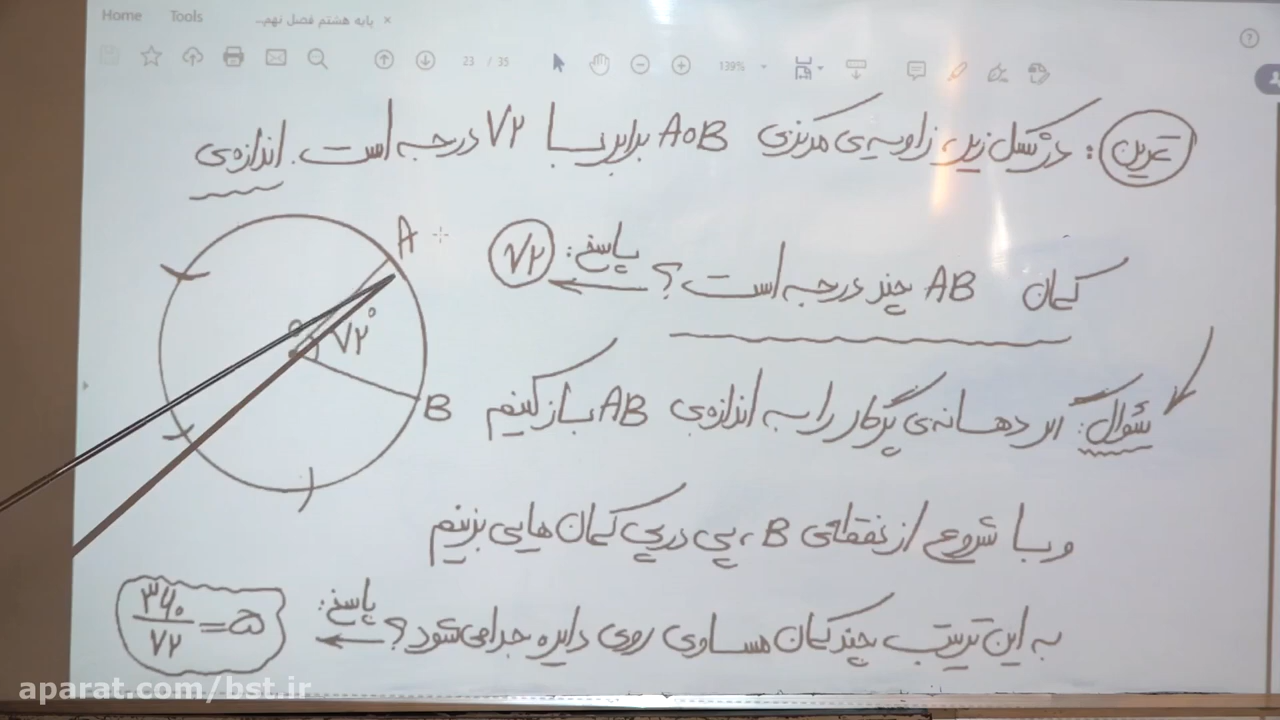 Home Tools پایه هشتم فصل نهم... ×
23 / 35 139%
تمرین : در شکل زیر، زاویه‌ی مرکزی AOB برابر با ۷۲ درجه است. اندازه‌ی
کمان AB چند درجه است؟ پاسخ: ۷۲
A
O ۷۲°
B
سؤال: اگر دهانه‌ی پرگار را به اندازه‌ی AB باز کنیم
و با شروع از نقطه‌ی B، پی در پی کمان هایی بزنیم
به این ترتیب چند کمان مساوی روی دایره جدا می‌شود؟ پاسخ: ۳۶۰/۷۲ = ۵
aparat.com/bst.ir